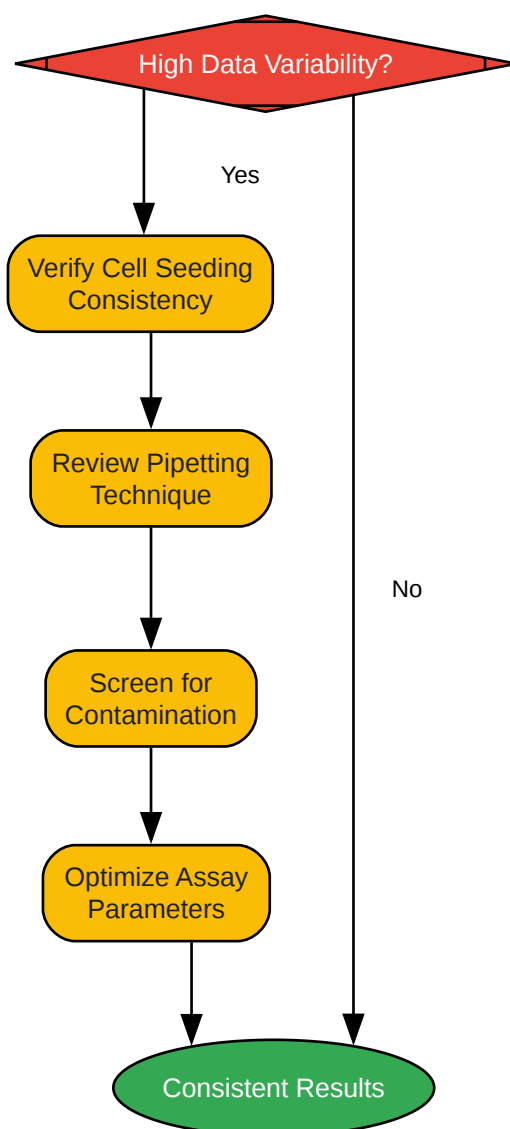 High Data Variability?
Yes
Verify Cell Seeding
Consistency
Review Pipetting
Technique
No
Screen for
Contamination
Optimize Assay
Parameters
Consistent Results